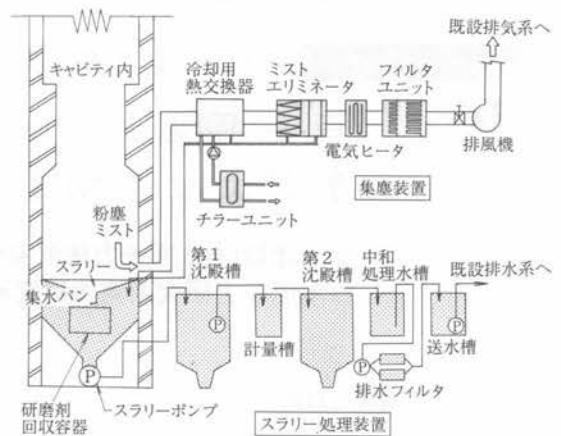 既設排気系へ
キャビティ内
冷却用
熱交換器
ミスト
エリミネータ
フィルタ
ユニット
電気ヒータ
排風機
集塵装置
チラーユニット
粉塵
ミスト
スラリー
集水パン
第1
沈殿槽
第2
沈殿槽
中和
処理水槽
既設排水系へ
P
P
P
P
計量槽
送水槽
排水フィルタ
研磨剤
回収容器
スラリーポンプ
スラリー処理装置